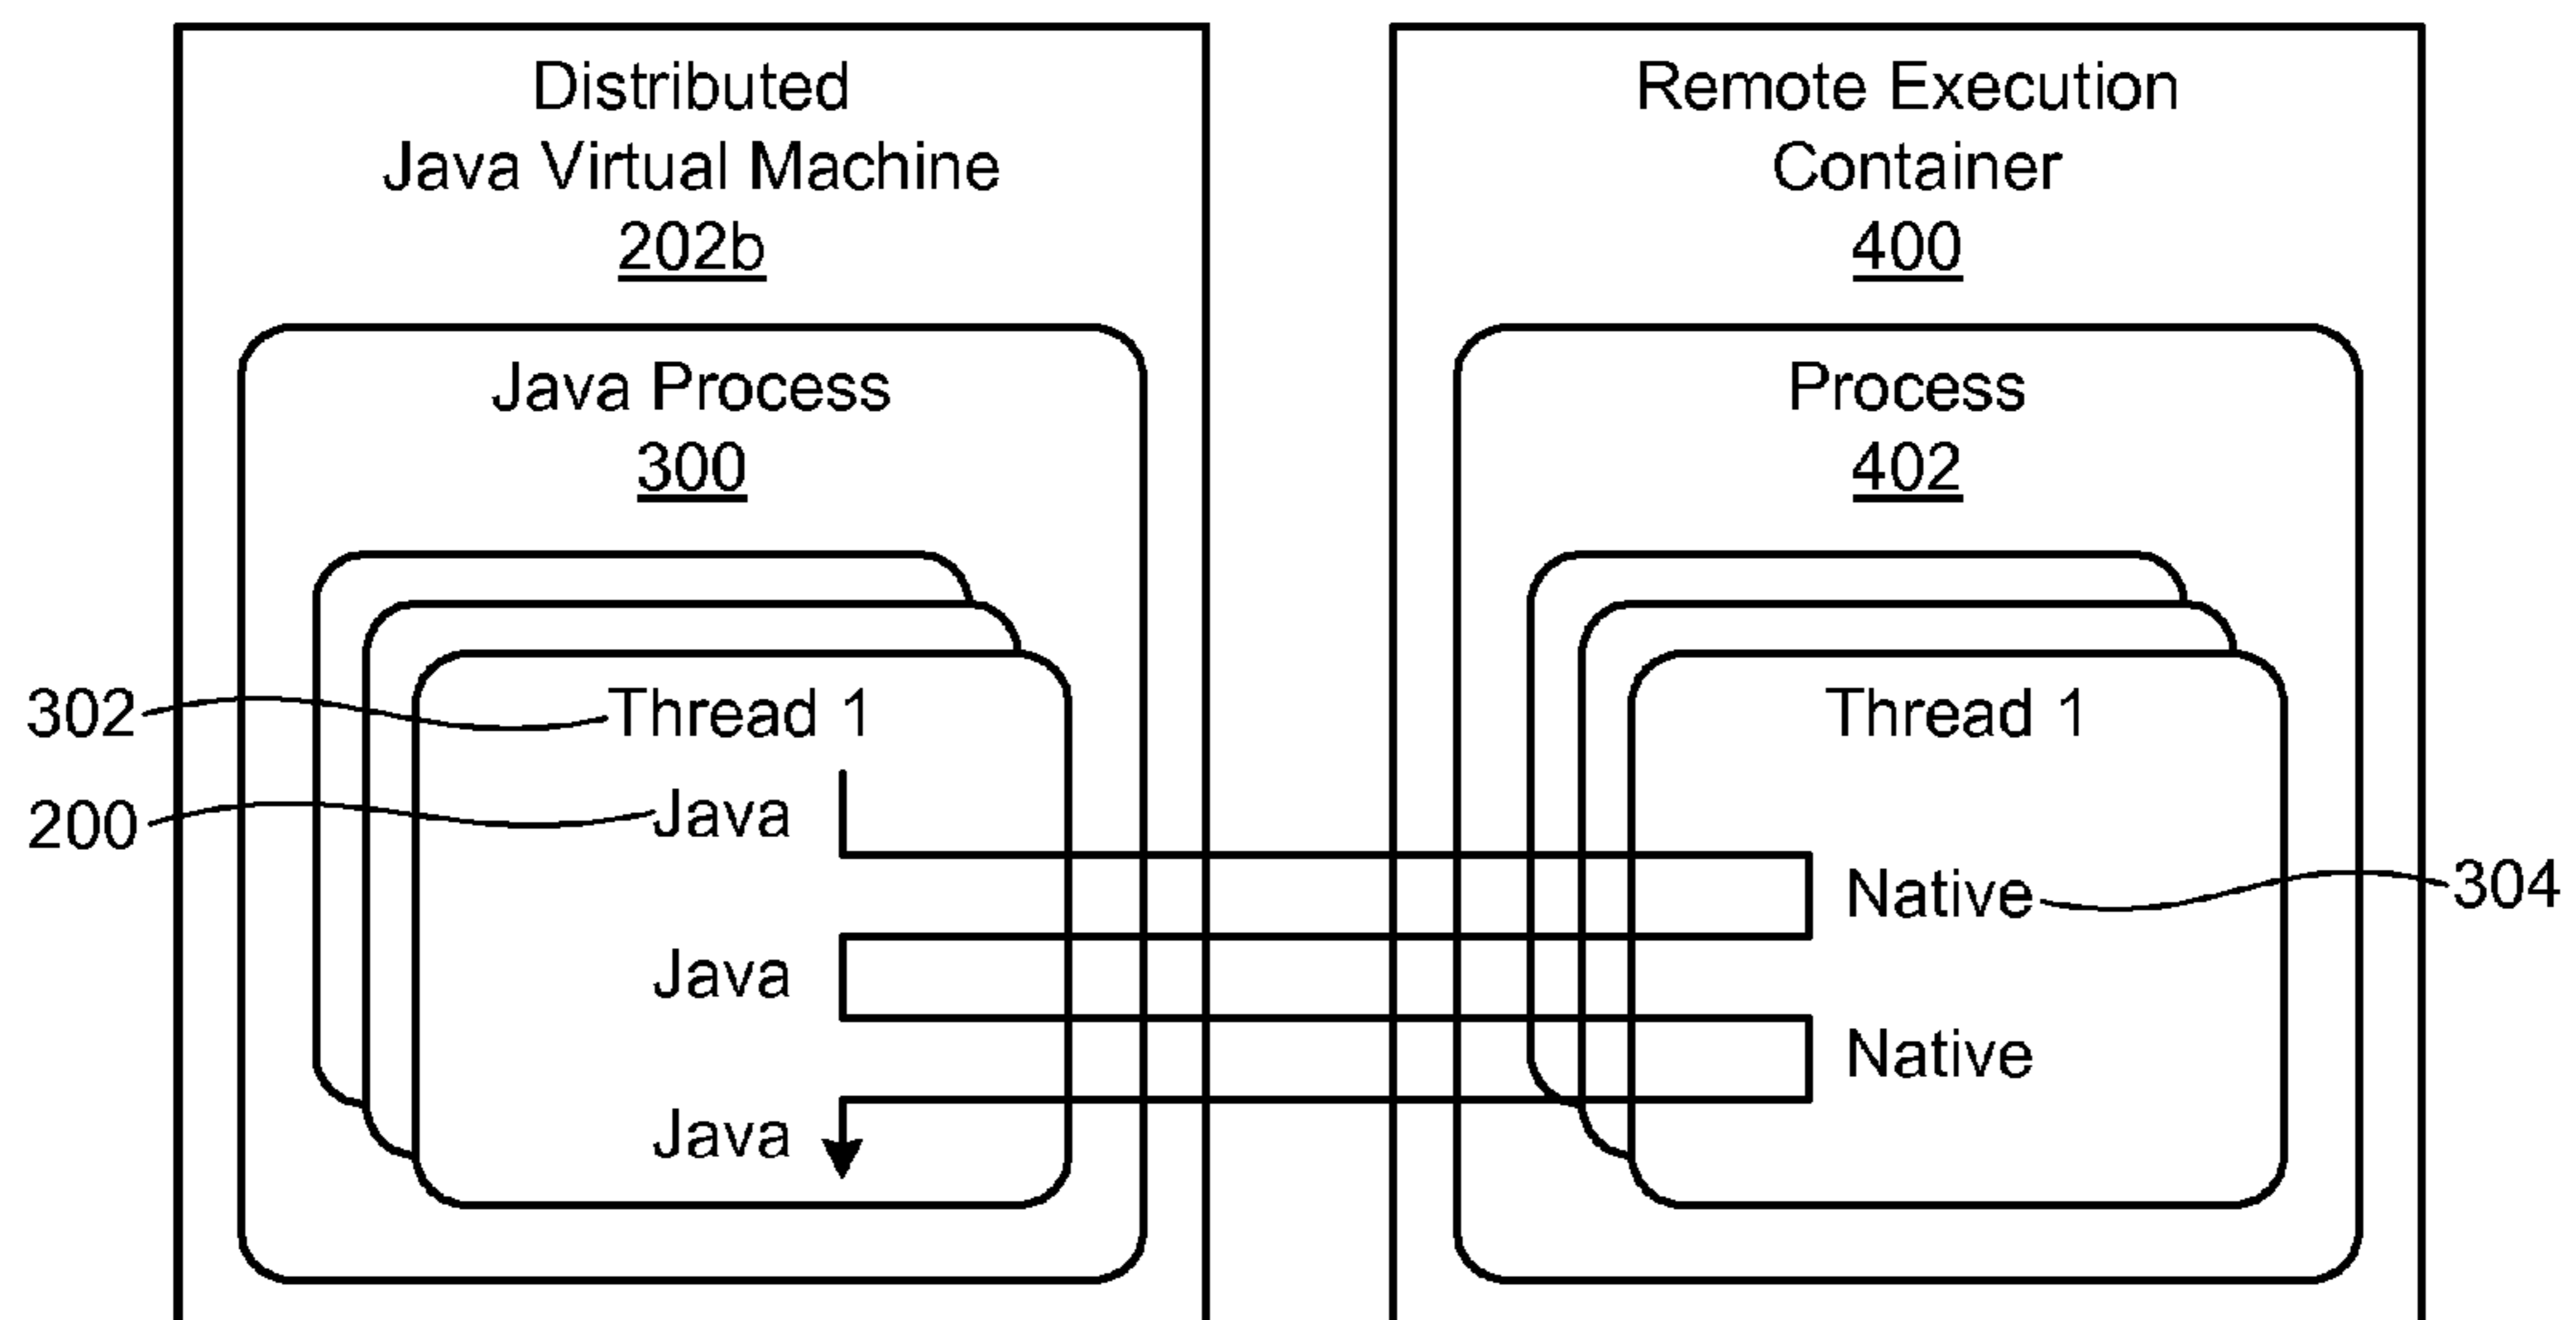 Distributed
Java Virtual Machine
202b
Java Process
300
302
Thread 1
200
Java
Java
Java
Remote Execution
Container
400
Process
402
Thread 1
Native
304
Native